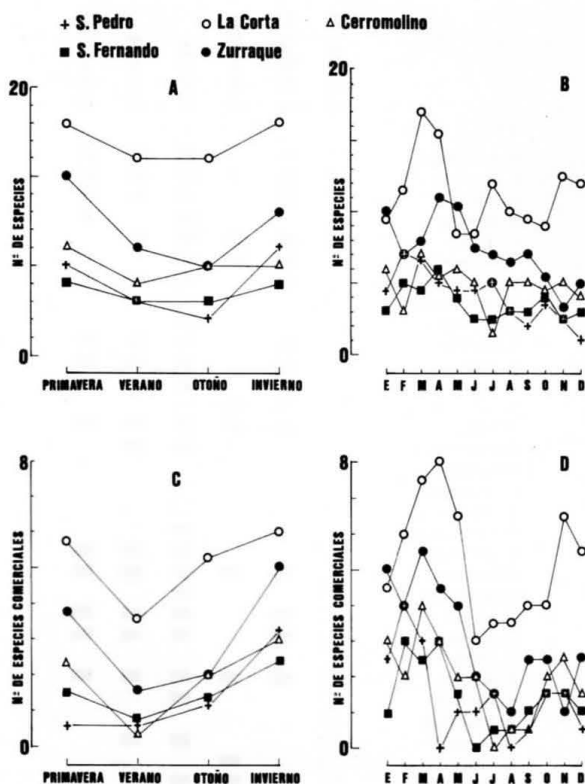 S. Pedro
La Corta
Cerromolino
S. Fernando
Zurraque
A
20
0
Nº DE ESPECIES
PRIMAVERA VERANO OTOÑO INVIERNO
B
20
0
Nº DE ESPECIES
E F M A M J J A S O N D
C
8
0
Nº DE ESPECIES COMERCIALES
PRIMAVERA VERANO OTOÑO INVIERNO
D
8
0
Nº DE ESPECIES COMERCIALES
E F M A M J J A S O N D